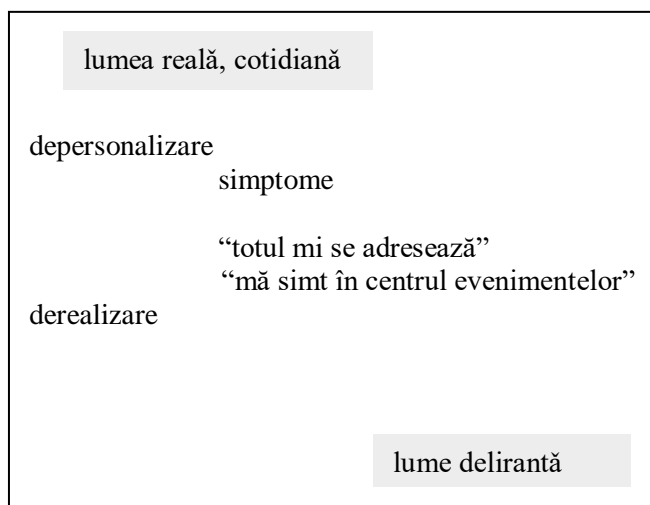 lumea reală, cotidiană
depersonalizare
simptome
“totul mi se adresează”
“mă simt în centrul evenimentelor”
derealizare
lume delirantă